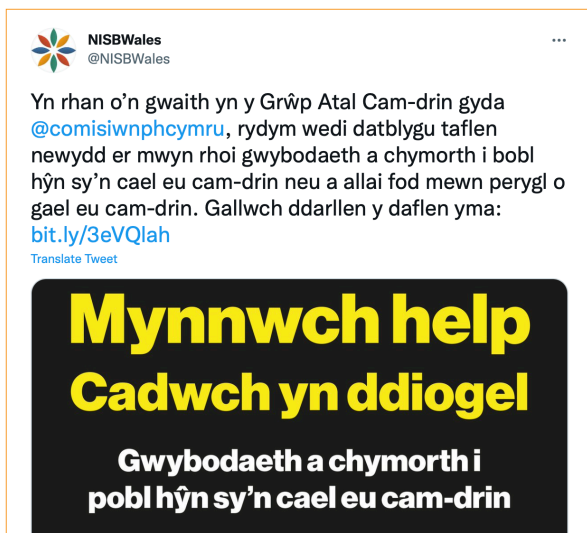 NISBWales
@NISBWales
Yn rhan o’n gwaith yn y Grŵp Atal Cam-drin gyda
@comisiwnphcymru, rydym wedi datblygu taflen
newydd er mwyn rhoi gwybodaeth a chymorth i bobl
hŷn sy’n cael eu cam-drin neu a allai fod mewn perygl o
gael eu cam-drin. Gallwch ddarllen y daflen yma:
bit.ly/3eVQlah
Translate Tweet
Mynnwch help
Cadwch yn ddiogel
Gwybodaeth a chymorth i
pobl hŷn sy’n cael eu cam-drin